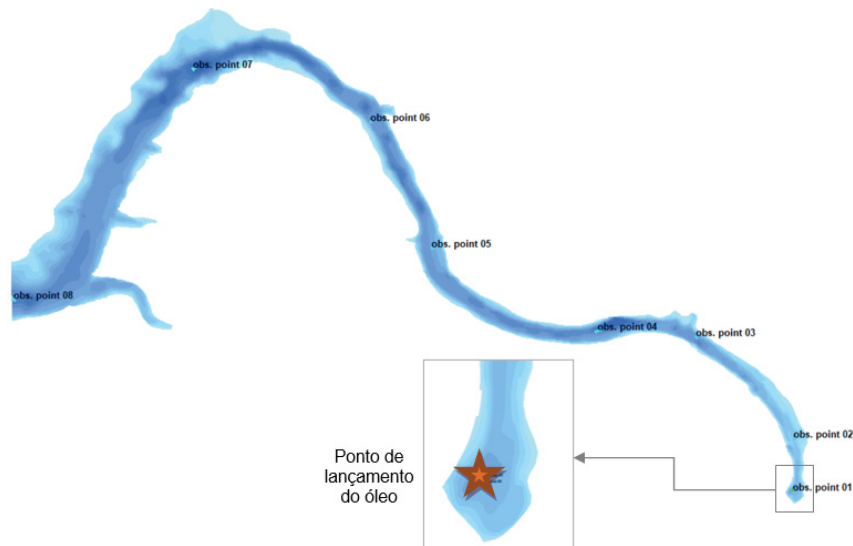 obs. point 07
obs. point 06
obs. point 05
obs. point 08
obs. point 04
obs. point 03
obs. point 02
Ponto de
lançamento
do óleo
obs. point 01